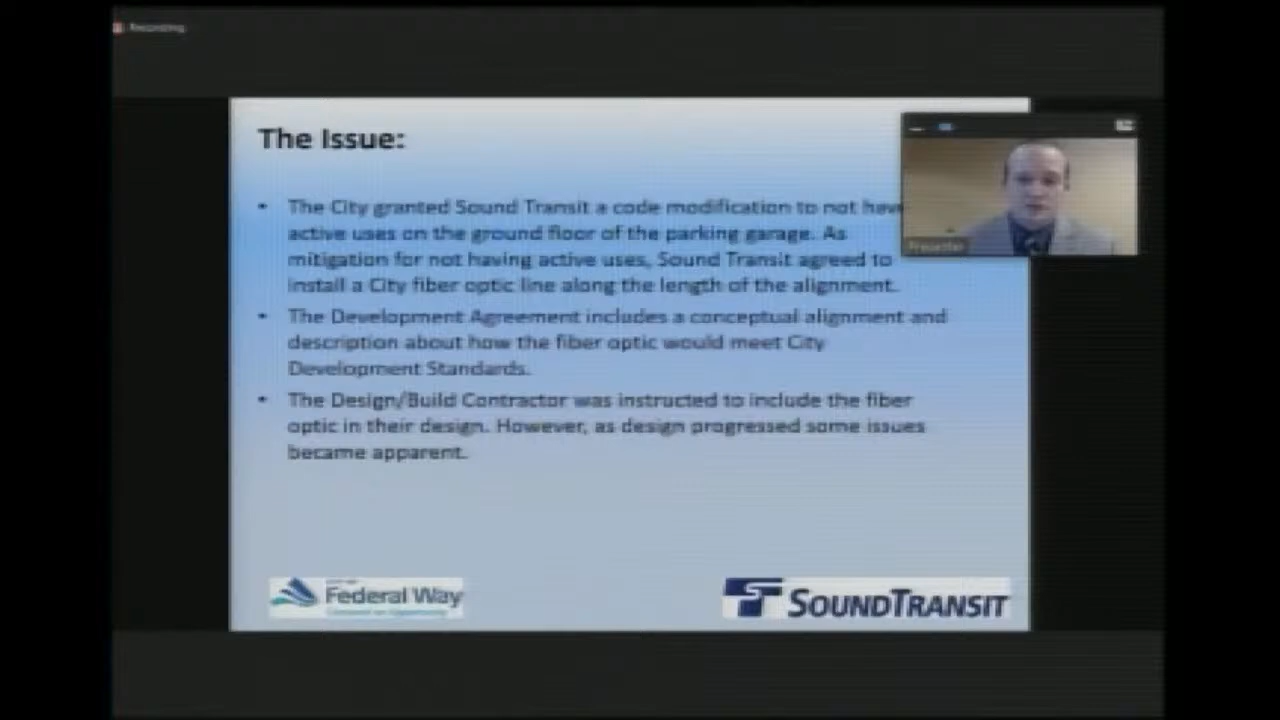 Recording
The Issue:
• The City granted Sound Transit a code modification to not have
active uses on the ground floor of the parking garage. As
mitigation for not having active uses, Sound Transit agreed to
install a City fiber optic line along the length of the alignment.
• The Development Agreement includes a conceptual alignment and
description about how the fiber optic would meet City
Development Standards.
• The Design/Build Contractor was instructed to include the fiber
optic in their design. However, as design progressed some issues
became apparent.
Presenter
Federal Way
SOUNDTRANSIT